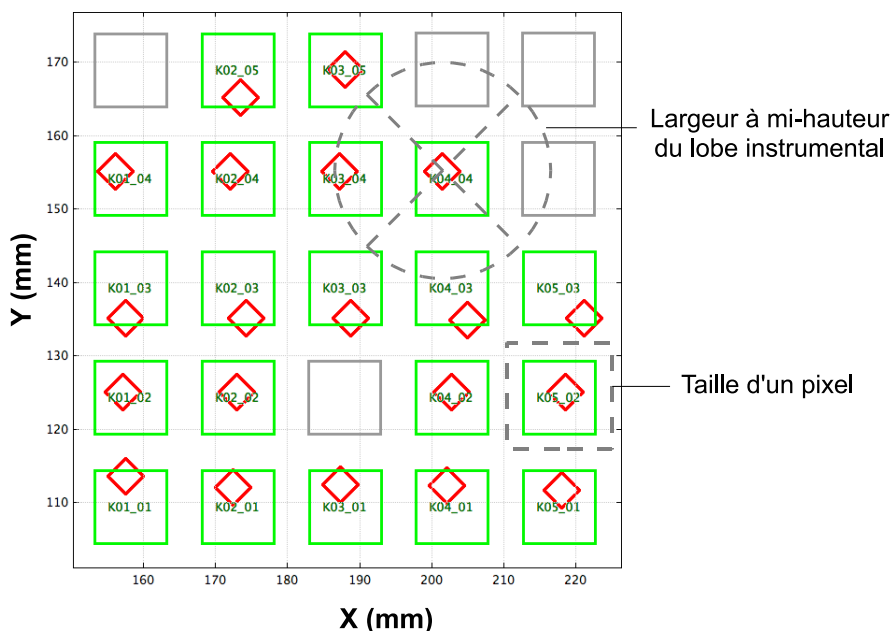 170
K02_05 K03_05
160
Largeur à mi-hauteur
du lobe instrumental
K01_04 K02_04 K03_04 K04_04
150
Y (mm)
140
K01_03 K02_03 K03_03 K04_03 K05_03
130
Taille d'un pixel
K01_02 K02_02 K04_02 K05_02
120
110
K01_01 K02_01 K03_01 K04_01 K05_01
160 170 180 190 200 210 220
X (mm)